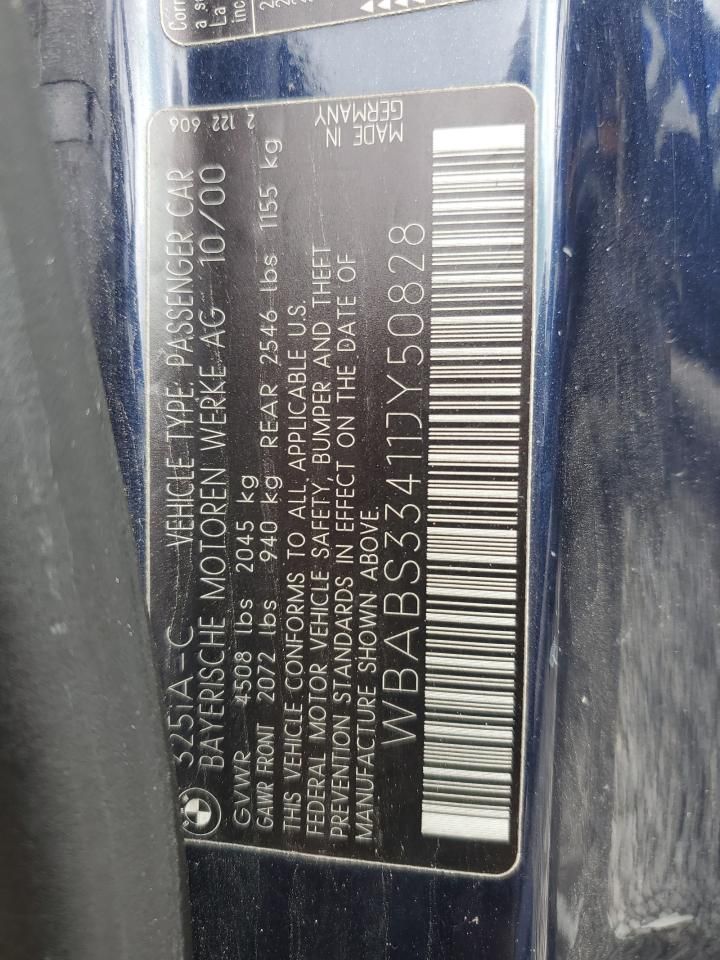 Corr
a s
La
inc
325iA-C VEHICLE TYPE: PASSENGER CAR 2 122 606
BAYERISCHE MOTOREN WERKE AG 10/00
GVWR 4508 lbs 2045 kg
GAWR FRONT 2072 lbs 940 kg REAR 2546 lbs 1155 kg
THIS VEHICLE CONFORMS TO ALL APPLICABLE U.S.
FEDERAL MOTOR VEHICLE SAFETY, BUMPER AND THEFT
PREVENTION STANDARDS IN EFFECT ON THE DATE OF
MANUFACTURE SHOWN ABOVE.
MADE IN
GERMANY
WBABS33411JY50828